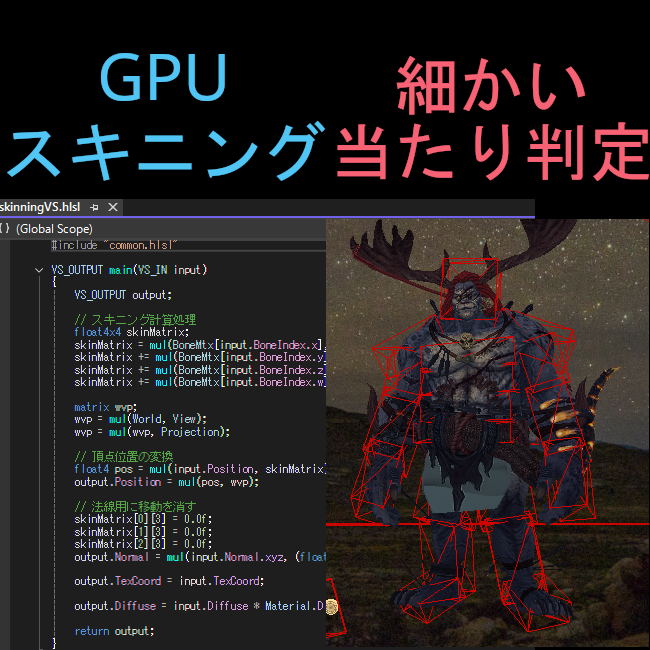 GPU
スキニング
細かい
当たり判定
skinningVS.hlsl
(Global Scope)
#include "common.hlsl"
VS_OUTPUT main(VS_IN input)
{
VS_OUTPUT output;
// スキニング計算処理
float4x4 skinMatrix;
skinMatrix = mul(BoneMtx[input.BoneIndex.x],
skinMatrix += mul(BoneMtx[input.BoneIndex.y
skinMatrix += mul(BoneMtx[input.BoneIndex.z
skinMatrix += mul(BoneMtx[input.BoneIndex.w
matrix wvp;
wvp = mul(World, View);
wvp = mul(wvp, Projection);
// 頂点位置の変換
float4 pos = mul(input.Position, skinMatrix)
output.Position = mul(pos, wvp);
// 法線用に移動を消す
skinMatrix[0][3] = 0.0f;
skinMatrix[1][3] = 0.0f;
skinMatrix[2][3] = 0.0f;
output.Normal = mul(input.Normal.xyz, (float
output.TexCoord = input.TexCoord;
output.Diffuse = input.Diffuse * Material.D
return output;
}